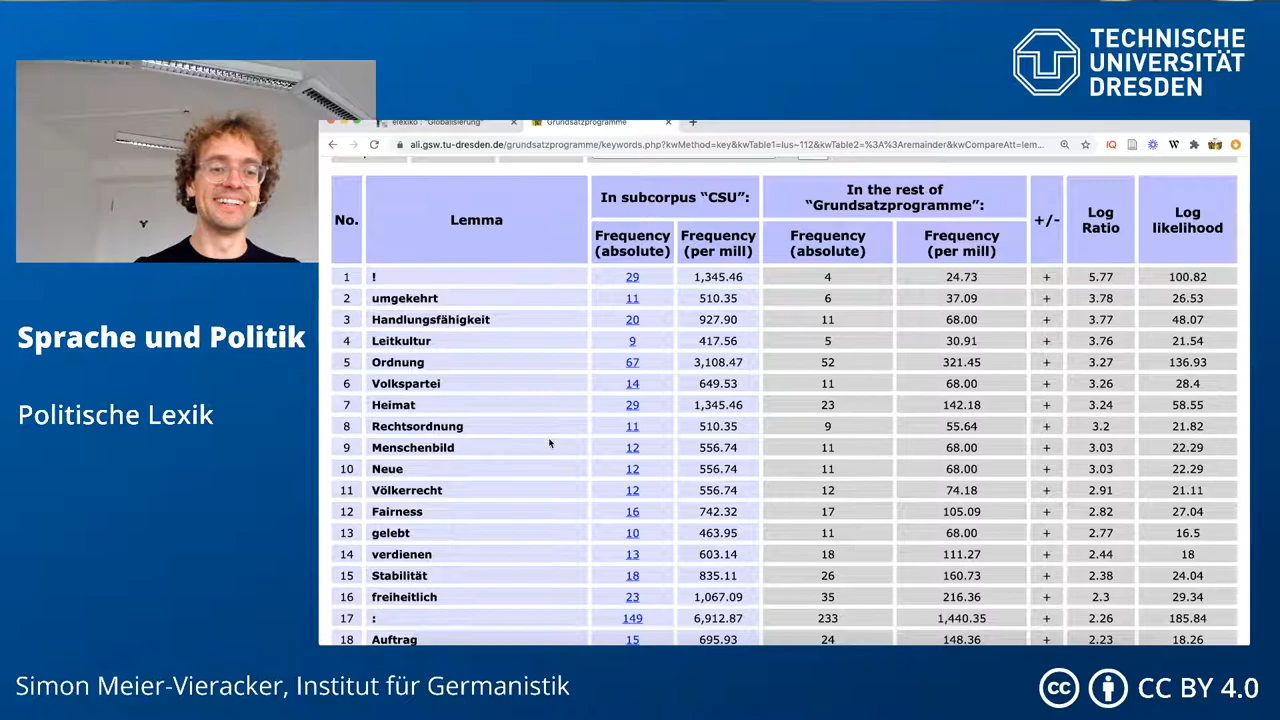 TECHNISCHE
UNIVERSITÄT
DRESDEN
elexiko : "Globalisierung"
Grundsatzprogramme
ali.gsw.tu-dresden.de/grundsatzprogramme/keywords.php?kwMethod=key&kwTable1=lus~112&kwTable2=%3A%3Aremainder&kwCompareAtt=lem...
No. Lemma In subcorpus “CSU”: In the rest of “Grundsatzprogramme”: +/- Log Ratio Log likelihood
Frequency (absolute) Frequency (per mill) Frequency (absolute) Frequency (per mill)
1 ! 29 1,345.46 4 24.73 + 5.77 100.82
2 umgekehrt 11 510.35 6 37.09 + 3.78 26.53
3 Handlungsfähigkeit 20 927.90 11 68.00 + 3.77 48.07
4 Leitkultur 9 417.56 5 30.91 + 3.76 21.54
5 Ordnung 67 3,108.47 52 321.45 + 3.27 136.93
6 Volkspartei 14 649.53 11 68.00 + 3.26 28.4
7 Heimat 29 1,345.46 23 142.18 + 3.24 58.55
8 Rechtsordnung 11 510.35 9 55.64 + 3.2 21.82
9 Menschenbild 12 556.74 11 68.00 + 3.03 22.29
10 Neue 12 556.74 11 68.00 + 3.03 22.29
11 Völkerrecht 12 556.74 12 74.18 + 2.91 21.11
12 Fairness 16 742.32 17 105.09 + 2.82 27.04
13 gelebt 10 463.95 11 68.00 + 2.77 16.5
14 verdienen 13 603.14 18 111.27 + 2.44 18
15 Stabilität 18 835.11 26 160.73 + 2.38 24.04
16 freiheitlich 23 1,067.09 35 216.36 + 2.3 29.34
17 : 149 6,912.87 233 1,440.35 + 2.26 185.84
18 Auftrag 15 695.93 24 148.36 + 2.23 18.26
Sprache und Politik
Politische Lexik
Simon Meier-Vieracker, Institut für Germanistik
cc CC BY 4.0